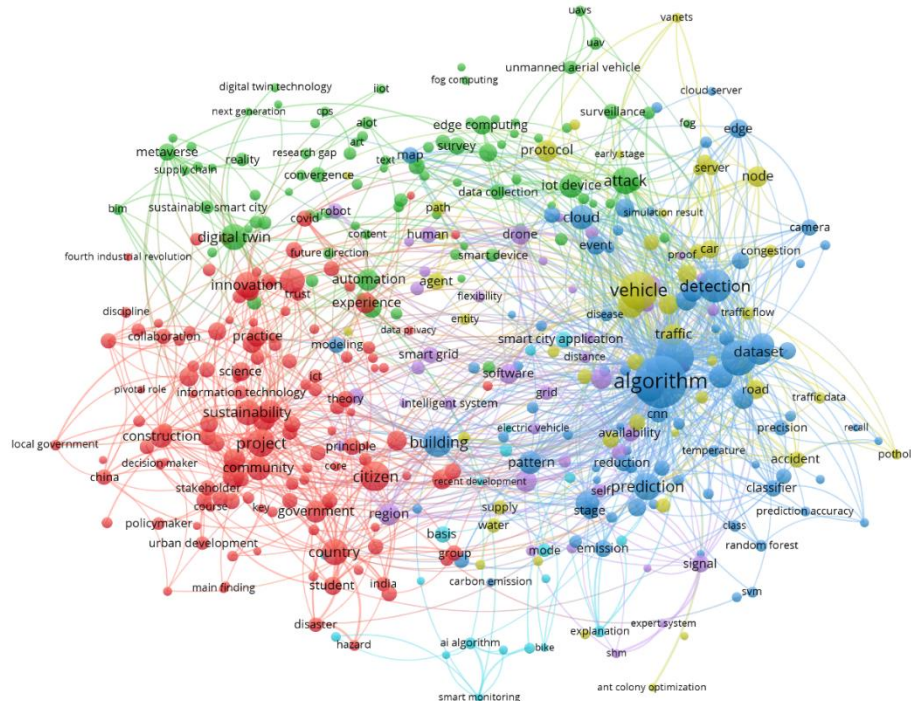 uavs
vanets
uav
unmanned aerial vehicle
fog computing
digital twin technology
iiot
cloud server
next generation
cps
aiot
surveillance
fog
edge computing
edge
art
metaverse
reality
research gap
text
map
survey
protocol
early stage
server
supply chain
convergence
iot device
attack
node
data collection
bim
sustainable smart city
robot
path
cloud
simulation result
covid
camera
digital twin
content
human
drone
event
car
fourth industrial revolution
future direction
smart device
proof
congestion
innovation
trust
automation
agent
vehicle
detection
experience
flexibility
discipline
entity
disease
traffic flow
collaboration
practice
data privacy
modeling
smart city application
traffic
science
smart grid
distance
dataset
pivotal role
information technology
ict
software
algorithm
road
theory
grid
intelligent system
traffic data
sustainability
cnn
electric vehicle
availability
construction
project
principle
building
precision
recall
local government
decision maker
core
temperature
community
citizen
recent development
pattern
reduction
accident
pothol
china
stakeholder
self
prediction
classifier
course
key
government
region
supply
stage
prediction accuracy
policymaker
water
class
urban development
basis
country
group
mode
emission
random forest
signal
main finding
student
india
carbon emission
svm
disaster
expert system
explanation
hazard
ai algorithm
bike
shm
smart monitoring
ant colony optimization